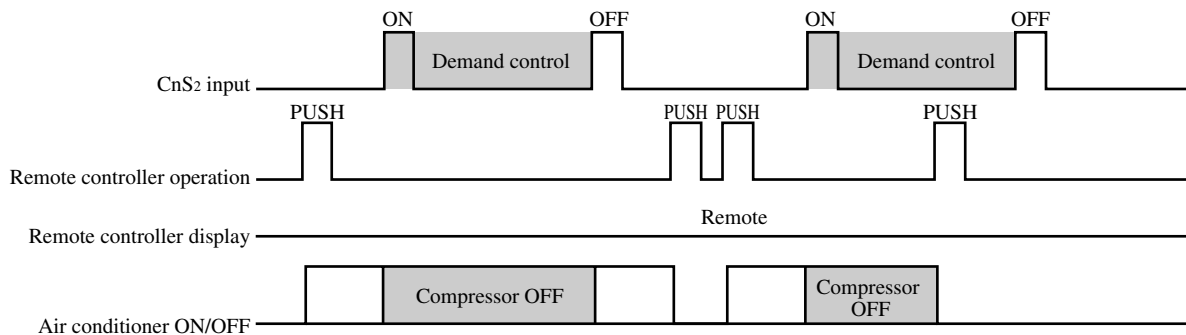 ON OFF ON OFF
Demand control Demand control
CnS2 input
PUSH PUSH PUSH PUSH
Remote controller operation
Remote
Remote controller display
Compressor OFF Compressor
OFF
Air conditioner ON/OFF